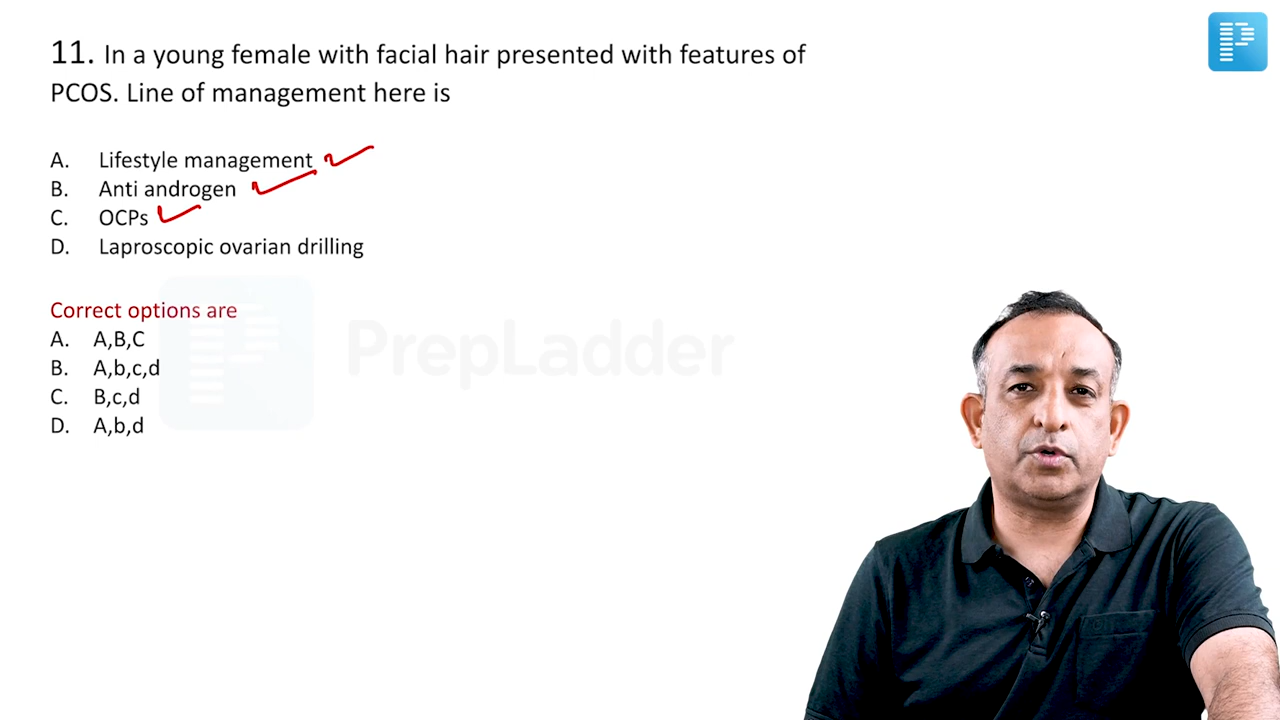 11. In a young female with facial hair presented with features of
PCOS. Line of management here is
A. Lifestyle management
B. Anti androgen
C. OCPs
D. Laproscopic ovarian drilling
Correct options are
A. A,B,C
B. A,b,c,d
C. B,c,d
D. A,b,d
PrepLadder